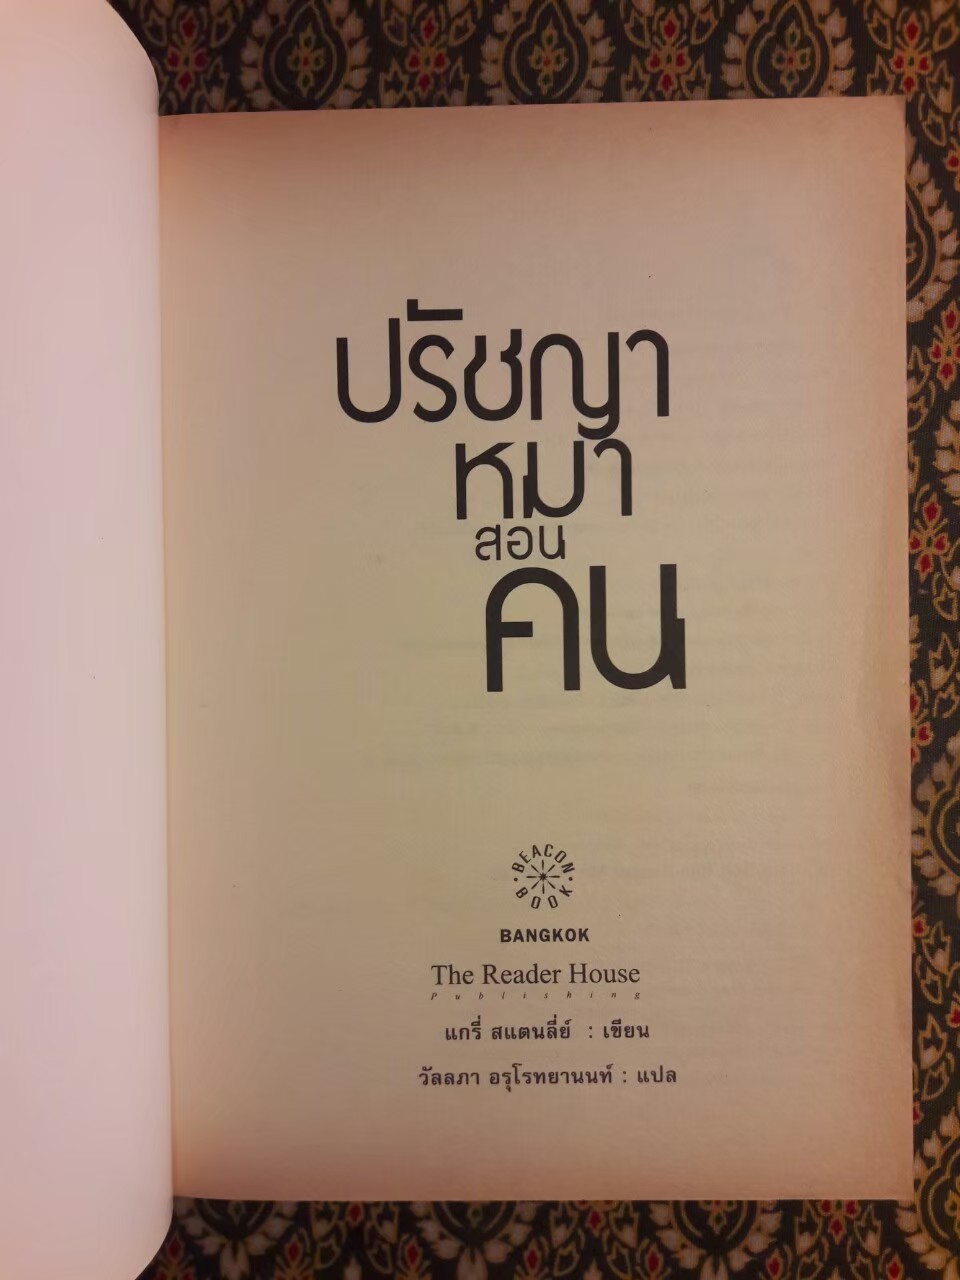 ปรัชญา
หมา
สอน
คน
BEACON BOOK
BANGKOK
The Reader House
Publishing
แกรี่ สแตนลี่ย์ : เขียน
วัลลภา อรุโรทยานนท์ : แปล